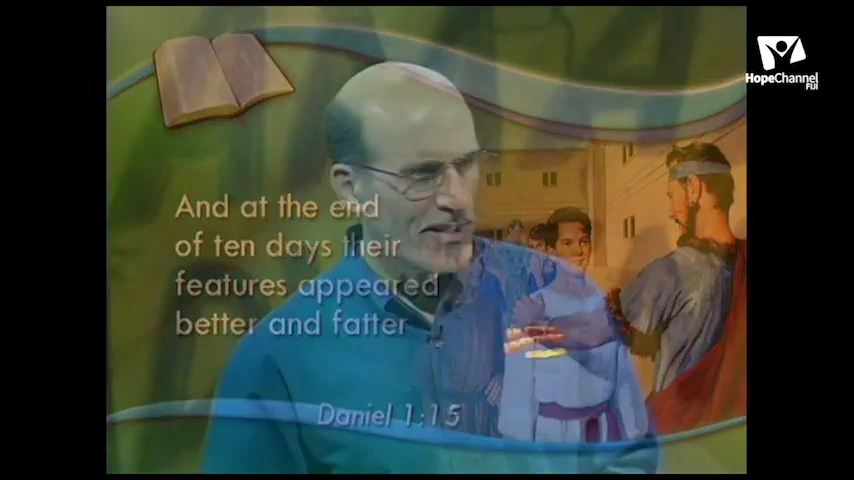 HopeChannel
FIJI
And at the end
of ten days their
features appeared
better and fatter
Daniel 1:15